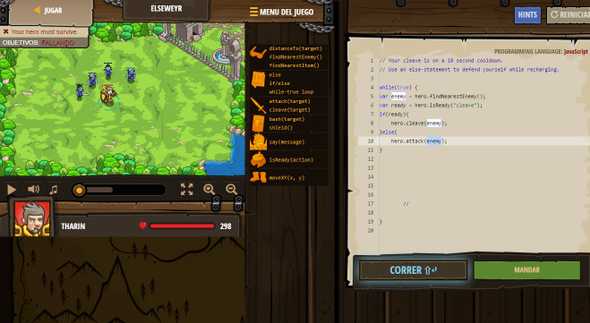 JUGAR
ELSEWEYR
MENU DEL JUEGO
Your hero must survive.
OBJETIVOS: FALLANDO
THARIN
298
distanceTo(target)
findNearestEnemy()
findNearestItem()
else
if/else
while-true loop
attack(target)
cleave(target)
bash(target)
shield()
say(message)
isReady(action)
moveXY(x, y)
Hints
REINICIAR
PROGRAMMING LANGUAGE: JavaScript
1 // Your cleave is on a 10 second cooldown.
2 // Use an else-statement to defend yourself while recharging.
3
4 while(true) {
5 var enemy = hero.findNearestEnemy();
6 var ready = hero.isReady("cleave");
7 if(ready){
8 hero.cleave(enemy);
9 }else{
10 hero.attack(enemy);
11 }
12
13
14
15
16
17 //
18
19 }
20
CORRER ⇧↵
MANDAR